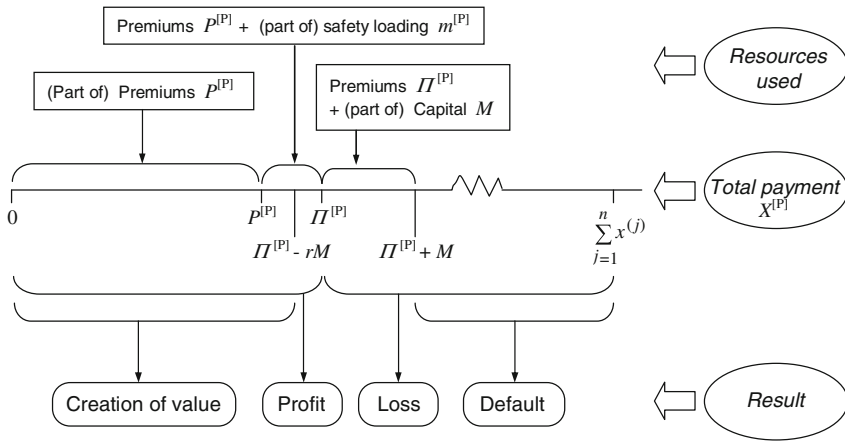 Premiums P^[P] + (part of) safety loading m^[P]
(Part of) Premiums P^[P]
Premiums Π^[P]
+ (part of) Capital M
Resources
used
Total payment
X^[P]
0
P^[P]
Π^[P]
Π^[P] - rM
Π^[P] + M
n
∑ x^(j)
j=1
Creation of value
Profit
Loss
Default
Result